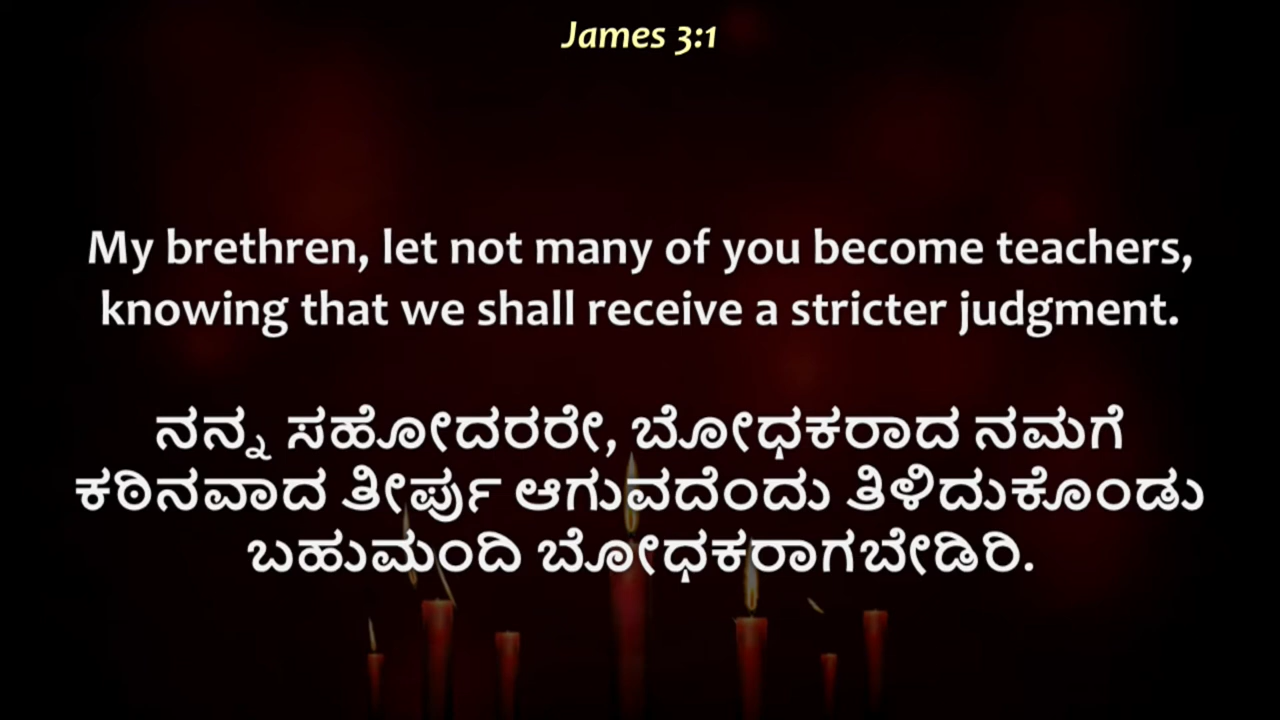 James 3:1
My brethren, let not many of you become teachers,
knowing that we shall receive a stricter judgment.
ನನ್ನ ಸಹೋದರರೇ, ಬೋಧಕರಾದ ನಮಗೆ
ಕಠಿನವಾದ ತೀರ್ಪು ಆಗುವದೆಂದು ತಿಳಿದುಕೊಂಡು
ಬಹುಮಂದಿ ಬೋಧಕರಾಗಬೇಡಿರಿ.